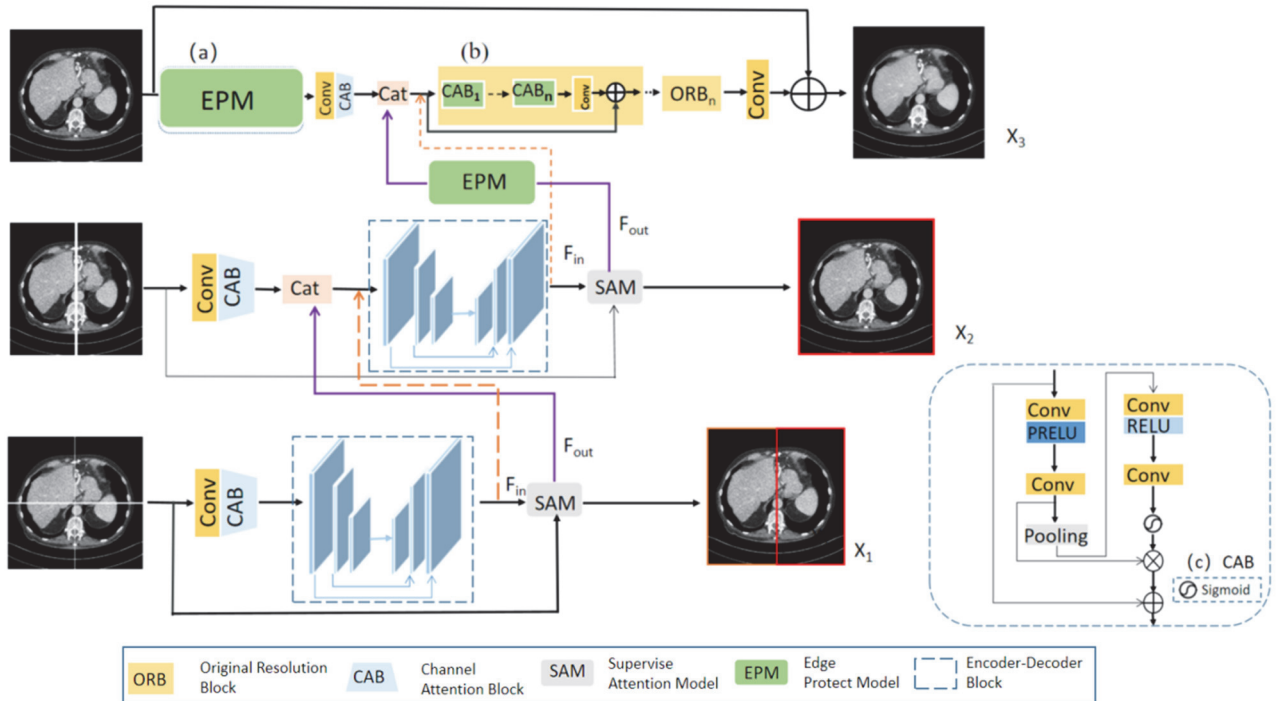 (a)
(b)
EPM
Conv
CAB
Cat
CAB1
CABn
Conv
ORBn
Conv
X3
EPM
Fout
Fin
Conv
CAB
Cat
SAM
X2
Fout
Fin
Conv
CAB
SAM
X1
Conv
PRELU
Conv
Pooling
Conv
RELU
Conv
(c) CAB
Sigmoid
ORB
Original Resolution
Block
CAB
Channel
Attention Block
SAM
Supervise
Attention Model
EPM
Edge
Protect Model
Encoder-Decoder
Block